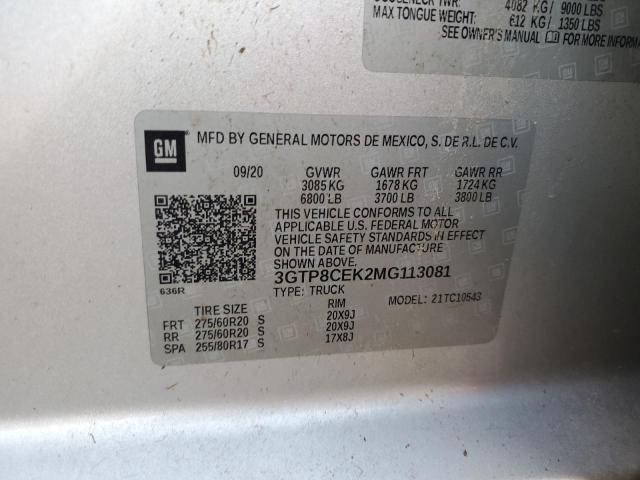 4082 KG/ 9000 LBS
MAX TONGUE WEIGHT: 612 KG/ 1350 LBS
SEE OWNER'S MANUAL FOR MORE INFORMA
GM
MFD BY GENERAL MOTORS DE MEXICO, S. DE R.L. DE C.V.
09/20 GVWR GAWR FRT GAWR RR
3085 KG 1678 KG 1724 KG
6800 LB 3700 LB 3800 LB
THIS VEHICLE CONFORMS TO ALL
APPLICABLE U.S. FEDERAL MOTOR
VEHICLE SAFETY STANDARDS IN EFFECT
ON THE DATE OF MANUFACTURE
SHOWN ABOVE.
636R
3GTP8CEK2MG113081
TYPE: TRUCK MODEL: 21TC10543
TIRE SIZE RIM
FRT 275/60R20 S 20X9J
RR 275/60R20 S 20X9J
SPA 255/80R17 S 17X8J